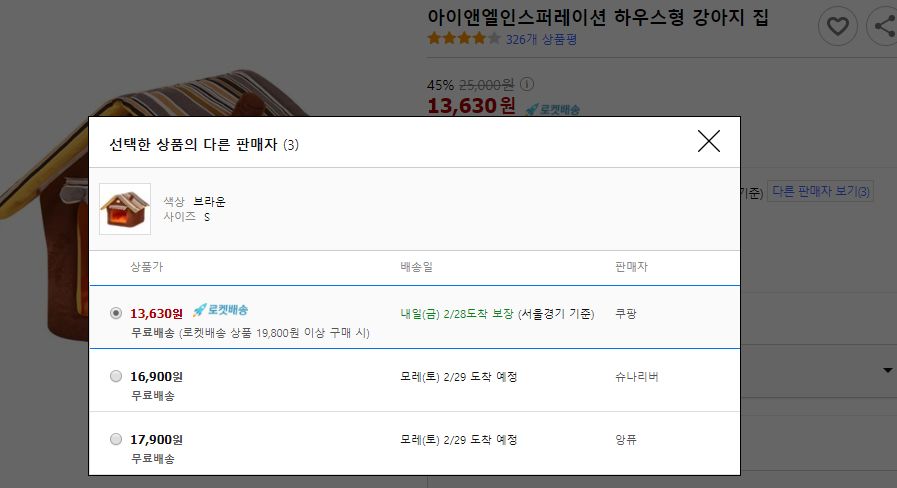 아이앤엘인스퍼레이션 하우스형 강아지 집
326개 상품평
45% 25,000원
13,630원 로켓배송
선택한 상품의 다른 판매자 (3)
기준) 다른 판매자 보기(3)
색상 브라운
사이즈 S
상품가 배송일 판매자
13,630원 로켓배송 내일(금) 2/28도착 보장 (서울경기 기준) 쿠팡
무료배송 (로켓배송 상품 19,800원 이상 구매 시)
16,900원 모레(토) 2/29 도착 예정 슈나리버
무료배송
17,900원 모레(토) 2/29 도착 예정 앙퓨
무료배송